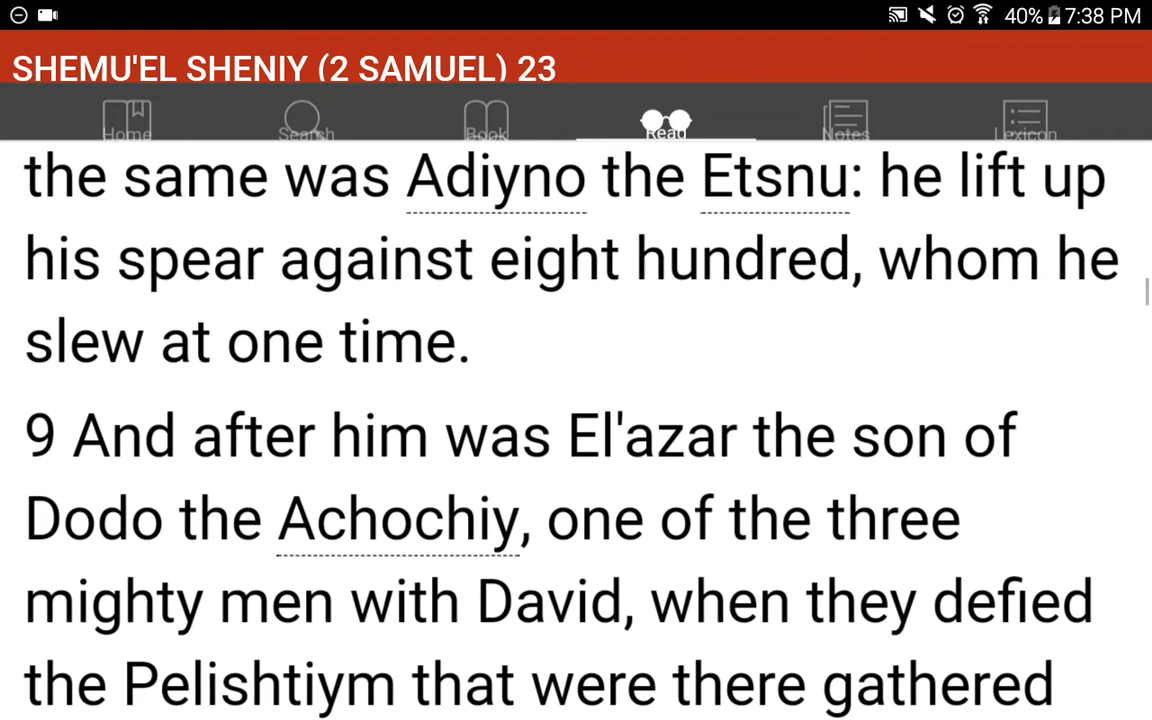 40% 7:38 PM
SHEMU'EL SHENIY (2 SAMUEL) 23
Home Search Book Read Notes Lexicon
the same was Adiyno the Etsnu: he lift up
his spear against eight hundred, whom he
slew at one time.
9 And after him was El'azar the son of
Dodo the Achochiy, one of the three
mighty men with David, when they defied
the Pelishtiym that were there gathered